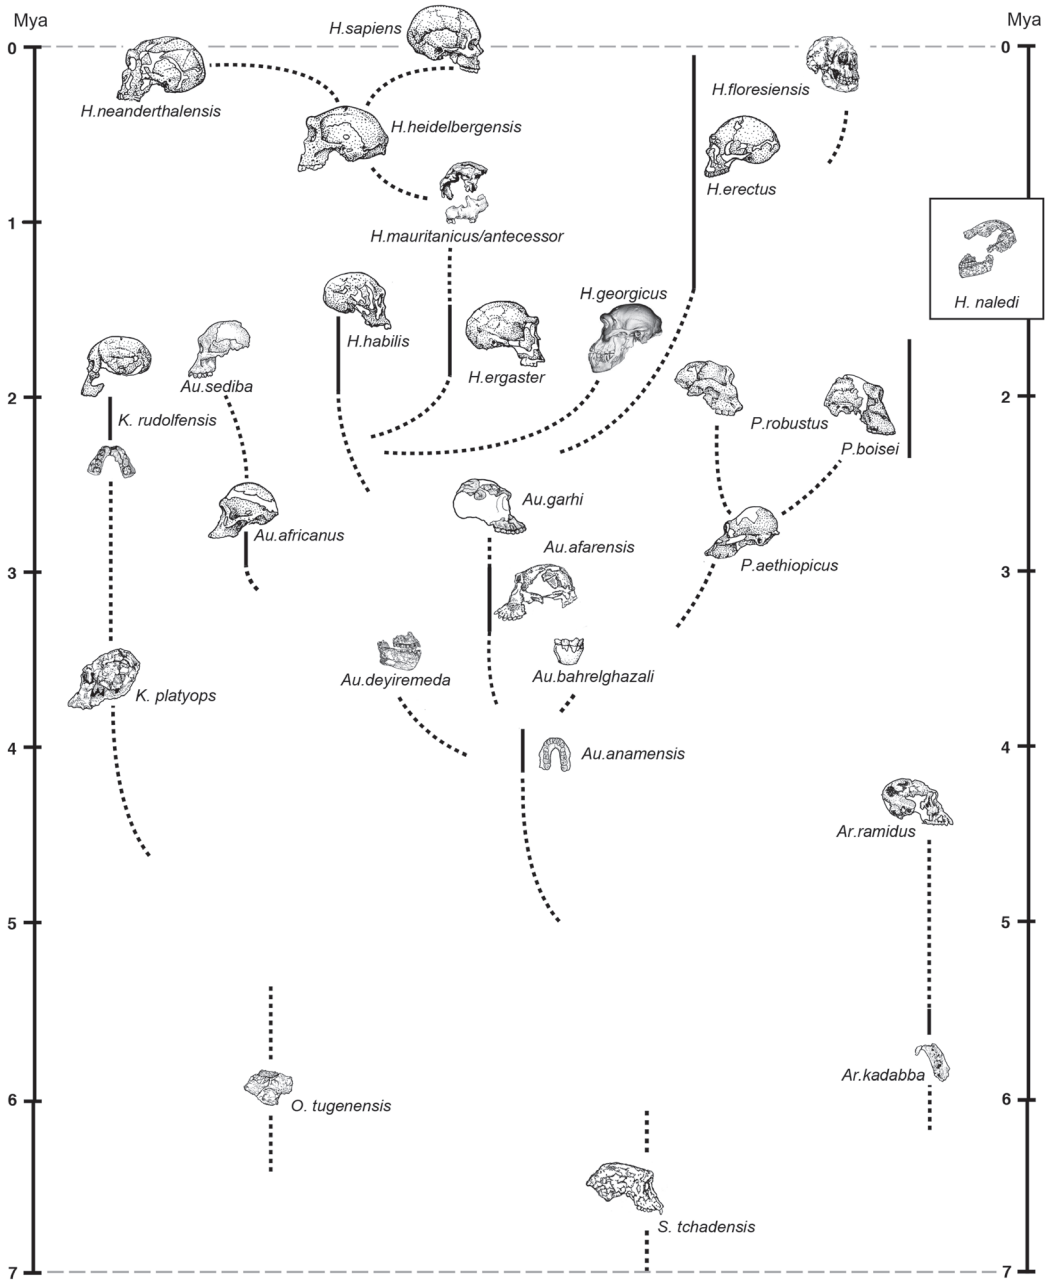 Mya
Mya
H.sapiens
0
0
H.neanderthalensis
H.floresiensis
H.heidelbergensis
H.erectus
1
1
H.mauritanicus/antecessor
H.georgicus
H. naledi
H.habilis
H.ergaster
Au.sediba
2
2
K. rudolfensis
P.robustus
P.boisei
Au.garhi
Au.africanus
Au.afarensis
P.aethiopicus
3
3
Au.deyiremeda
Au.bahrelghazali
K. platyops
4
4
Au.anamensis
Ar.ramidus
5
5
Ar.kadabba
6
6
O. tugenensis
S. tchadensis
7
7